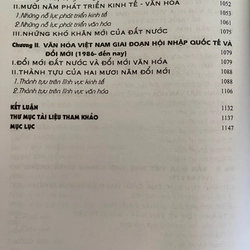 II.MƯỜI NĂM PHÁT TRIỂN KINH TẾ - VĂN HÓA 1052
1.Những nỗ lực phát triển kinh tế 1052
2.Những nỗ lực phát triển văn hóa 1061
III.NHỮNG KHÓ KHĂN MỚI CỦA ĐẤT NƯỚC 1075
Chương II. VĂN HÓA VIỆT NAM GIAI ĐOẠN HỘI NHẬP QUỐC TẾ VÀ
ĐỔI MỚI (1986- đến nay) 1079
I.ĐỔI MỚI ĐẤT NƯỚC VÀ ĐỔI MỚI VĂN HÓA 1079
II.THÀNH TỰU CỦA HAI MƯƠI NĂM ĐỔI MỚI 1088
1.Thành tựu trên lĩnh vực kinh tế 1088
2.Thành tựu trên lĩnh vực văn hóa 1106
KẾT LUẬN 1132
THƯ MỤC TÀI LIỆU THAM KHẢO 1137
MỤC LỤC 1147